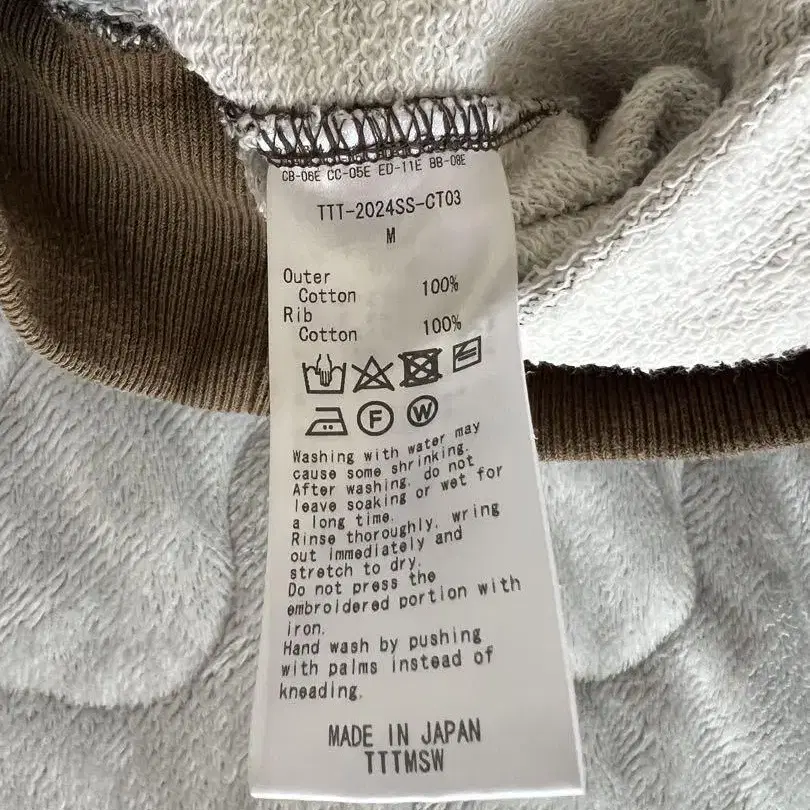 CB-06E CC-05E ED-11E BB-08E
TTT-2024SS-CT03
M
Outer
Cotton 100%
Rib
Cotton 100%
F W
Washing with water may
cause some shrinking.
After washing, do not
leave soaking or wet for
a long time.
Rinse thoroughly, wring
out immediately and
stretch to dry.
Do not press the
embroidered portion with
iron.
Hand wash by pushing
with palms instead of
kneading.
MADE IN JAPAN
TTTMSW